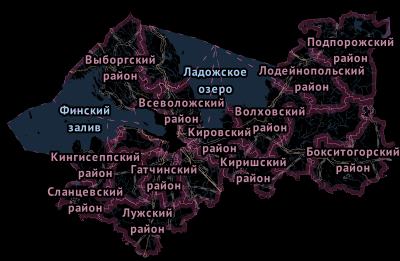 Подпорожский
район
Выборгский
район
Ладожское
озеро
Лодейнопольский
район
Всеволожский
район
Финский
залив
Волховский
район
Кировский
район
Бокситогорский
район
Кингисеппский
район
Гатчинский
район
Киришский
район
Сланцевский
район
Лужский
район